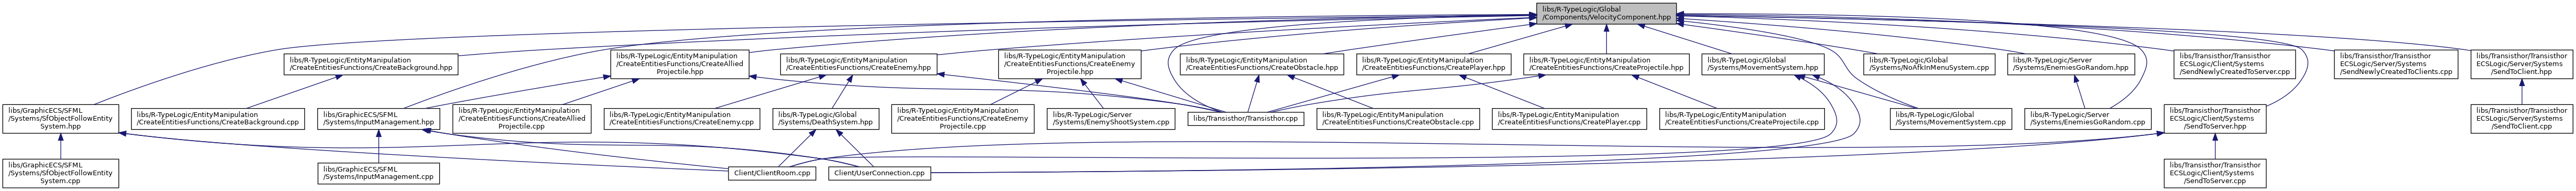 libs/R-TypeLogic/Global
/Components/VelocityComponent.hpp
libs/R-TypeLogic/EntityManipulation
/CreateEntitiesFunctions/CreateBackground.hpp
libs/R-TypeLogic/EntityManipulation
/CreateEntitiesFunctions/CreateAllied
Projectile.hpp
libs/R-TypeLogic/EntityManipulation
/CreateEntitiesFunctions/CreateEnemy.hpp
libs/R-TypeLogic/EntityManipulation
/CreateEntitiesFunctions/CreateEnemy
Projectile.hpp
libs/R-TypeLogic/EntityManipulation
/CreateEntitiesFunctions/CreateObstacle.hpp
libs/R-TypeLogic/EntityManipulation
/CreateEntitiesFunctions/CreatePlayer.hpp
libs/R-TypeLogic/EntityManipulation
/CreateEntitiesFunctions/CreateProjectile.hpp
libs/R-TypeLogic/Global
/Systems/MovementSystem.hpp
libs/R-TypeLogic/Global
/Systems/NoAfkInMenuSystem.cpp
libs/R-TypeLogic/Server
/Systems/EnemiesGoRandom.hpp
libs/Transisthor/Transisthor
ECSLogic/Client/Systems
/SendNewlyCreatedToServer.cpp
libs/Transisthor/Transisthor
ECSLogic/Server/Systems
/SendNewlyCreatedToClients.cpp
libs/Transisthor/Transisthor
ECSLogic/Server/Systems
/SendToClient.hpp
libs/GraphicECS/SFML
/Systems/SfObjectFollowEntity
System.hpp
libs/R-TypeLogic/EntityManipulation
/CreateEntitiesFunctions/CreateBackground.cpp
libs/GraphicECS/SFML
/Systems/InputManagement.hpp
libs/R-TypeLogic/EntityManipulation
/CreateEntitiesFunctions/CreateAllied
Projectile.cpp
libs/R-TypeLogic/EntityManipulation
/CreateEntitiesFunctions/CreateEnemy.cpp
libs/R-TypeLogic/Global
/Systems/DeathSystem.hpp
libs/R-TypeLogic/EntityManipulation
/CreateEntitiesFunctions/CreateEnemy
Projectile.cpp
libs/R-TypeLogic/Server
/Systems/EnemyShootSystem.cpp
libs/Transisthor/Transisthor.cpp
libs/R-TypeLogic/EntityManipulation
/CreateEntitiesFunctions/CreateObstacle.cpp
libs/R-TypeLogic/EntityManipulation
/CreateEntitiesFunctions/CreatePlayer.cpp
libs/R-TypeLogic/EntityManipulation
/CreateEntitiesFunctions/CreateProjectile.cpp
libs/R-TypeLogic/Global
/Systems/MovementSystem.cpp
libs/R-TypeLogic/Server
/Systems/EnemiesGoRandom.cpp
libs/Transisthor/Transisthor
ECSLogic/Client/Systems
/SendToServer.hpp
libs/Transisthor/Transisthor
ECSLogic/Server/Systems
/SendToClient.cpp
libs/GraphicECS/SFML
/Systems/SfObjectFollowEntity
System.cpp
libs/GraphicECS/SFML
/Systems/InputManagement.cpp
Client/ClientRoom.cpp
Client/UserConnection.cpp
libs/Transisthor/Transisthor
ECSLogic/Client/Systems
/SendToServer.cpp